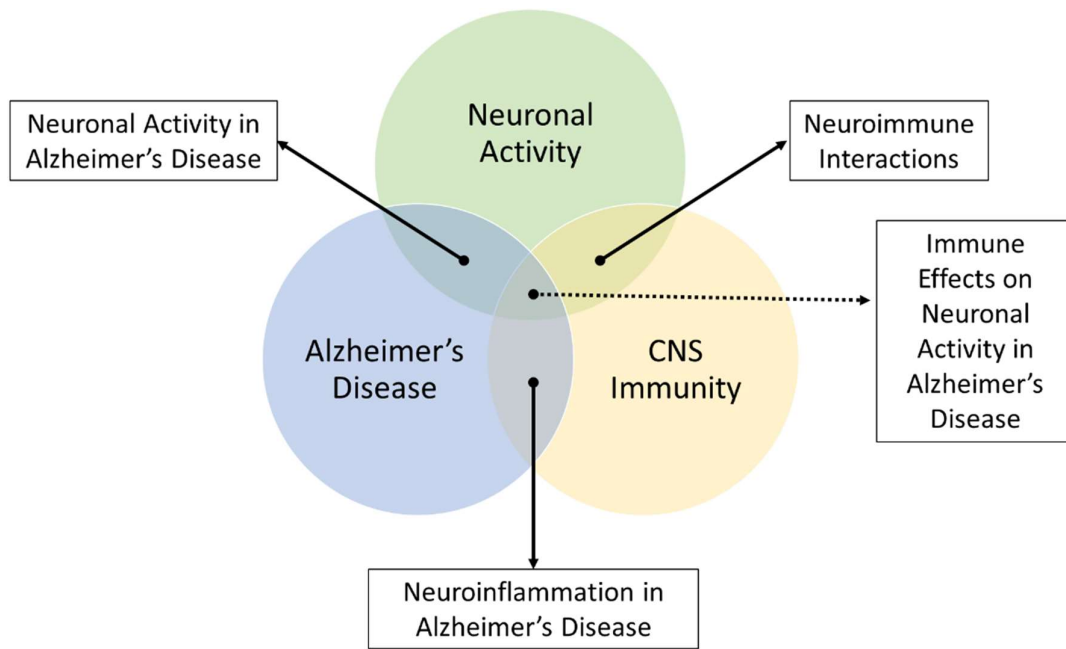 Neuronal
Activity
Neuronal Activity in
Alzheimer’s Disease
Neuroimmune
Interactions
Immune
Effects on
Neuronal
Activity in
Alzheimer’s
Disease
Alzheimer’s
Disease
CNS
Immunity
Neuroinflammation in
Alzheimer’s Disease